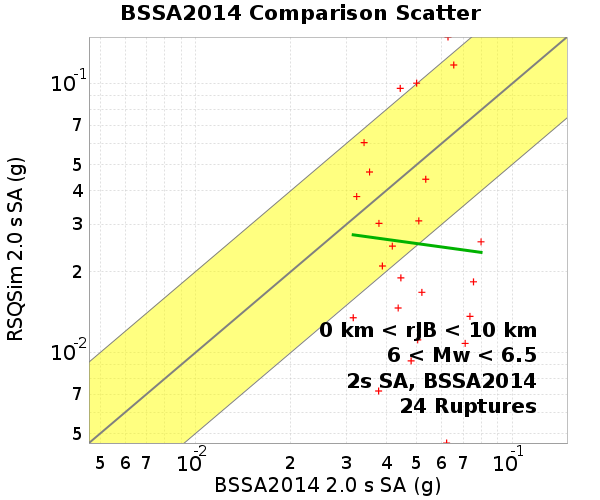 BSSA2014 Comparison Scatter
RSQSim 2.0 s SA (g)
10-1
7
5
4
3
2
10-2
7
5
0 km < rJB < 10 km
6 < Mw < 6.5
2s SA, BSSA2014
24 Ruptures
5 6 7 10-2 2 3 4 5 6 7 10-1
BSSA2014 2.0 s SA (g)